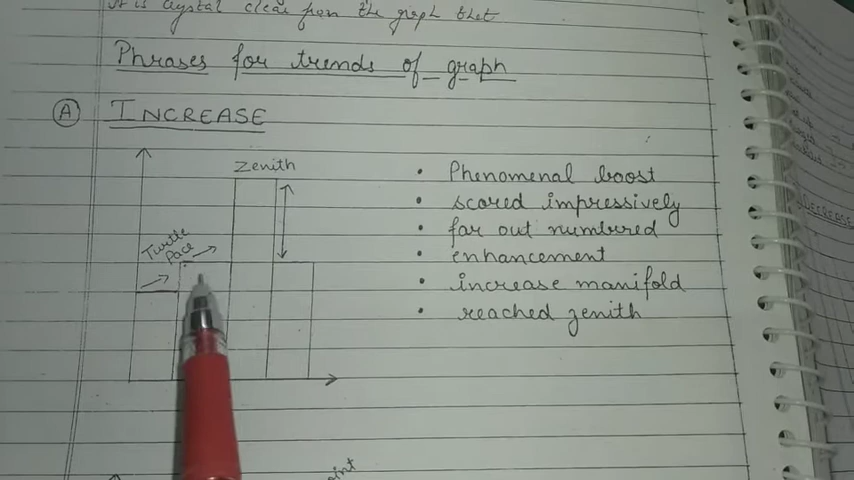 It is crystal clear from the graph that
Phrases for trends of graph
A INCREASE
Zenith
Turtle
Pace
• Phenomenal boost
• scored impressively
• far out numbered
• enhancement
• increase manifold
• reached zenith
DECREASE